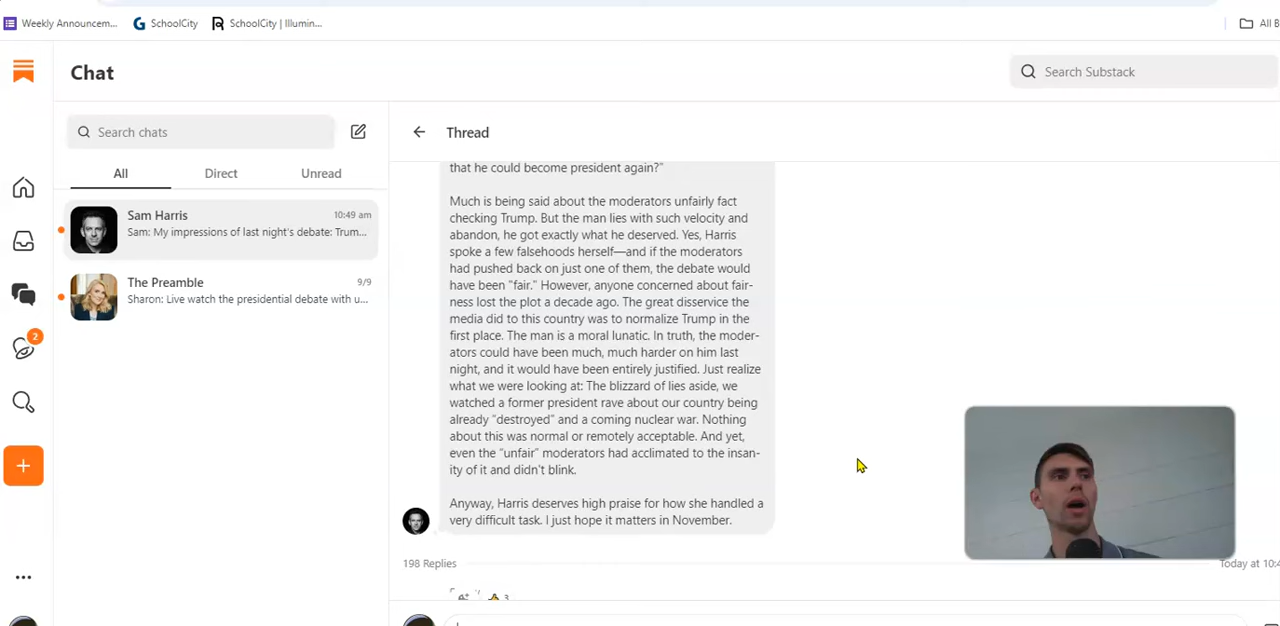 Weekly Announcem...
SchoolCity
SchoolCity | Illumin...
All B
Chat
Search Substack
Search chats
Thread
All
Direct
Unread
Sam Harris
10:49 am
Sam: My impressions of last night's debate: Trum...
The Preamble
9/9
Sharon: Live watch the presidential debate with u...
2
that he could become president again?"
Much is being said about the moderators unfairly fact
checking Trump. But the man lies with such velocity and
abandon, he got exactly what he deserved. Yes, Harris
spoke a few falsehoods herself—and if the moderators
had pushed back on just one of them, the debate would
have been "fair." However, anyone concerned about fair-
ness lost the plot a decade ago. The great disservice the
media did to this country was to normalize Trump in the
first place. The man is a moral lunatic. In truth, the moder-
ators could have been much, much harder on him last
night, and it would have been entirely justified. Just realize
what we were looking at: The blizzard of lies aside, we
watched a former president rave about our country being
already "destroyed" and a coming nuclear war. Nothing
about this was normal or remotely acceptable. And yet,
even the "unfair" moderators had acclimated to the insan-
ity of it and didn't blink.
Anyway, Harris deserves high praise for how she handled a
very difficult task. I just hope it matters in November.
198 Replies
Today at 10:4
3